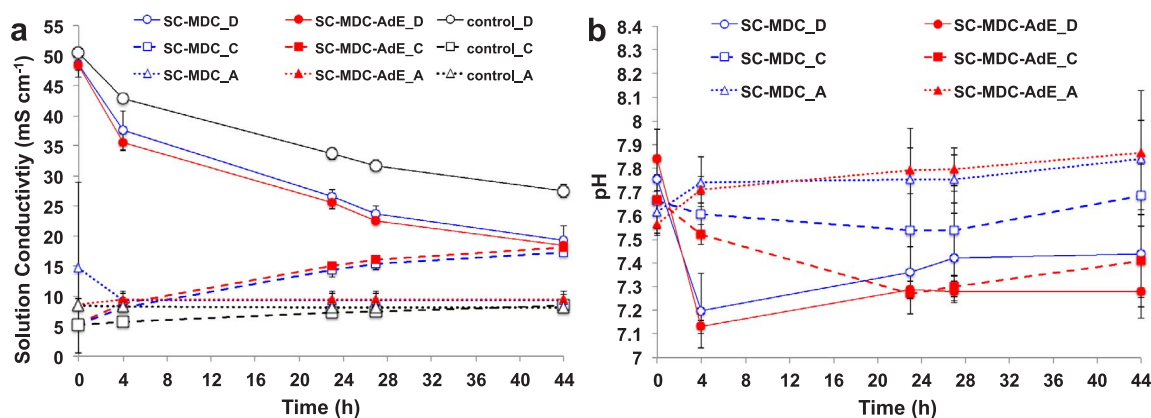 a
SC-MDC_D
SC-MDC-AdE_D
control_D
SC-MDC_C
SC-MDC-AdE_C
control_C
SC-MDC_A
SC-MDC-AdE_A
control_A
Solution Conductivtiy (mS cm⁻¹)
55
50
45
40
35
30
25
20
15
10
5
0
0 4 8 12 16 20 24 28 32 36 40 44
Time (h)
b
SC-MDC_D
SC-MDC-AdE_D
SC-MDC_C
SC-MDC-AdE_C
SC-MDC_A
SC-MDC-AdE_A
pH
8.4
8.3
8.2
8.1
8
7.9
7.8
7.7
7.6
7.5
7.4
7.3
7.2
7.1
7
0 4 8 12 16 20 24 28 32 36 40 44
Time (h)